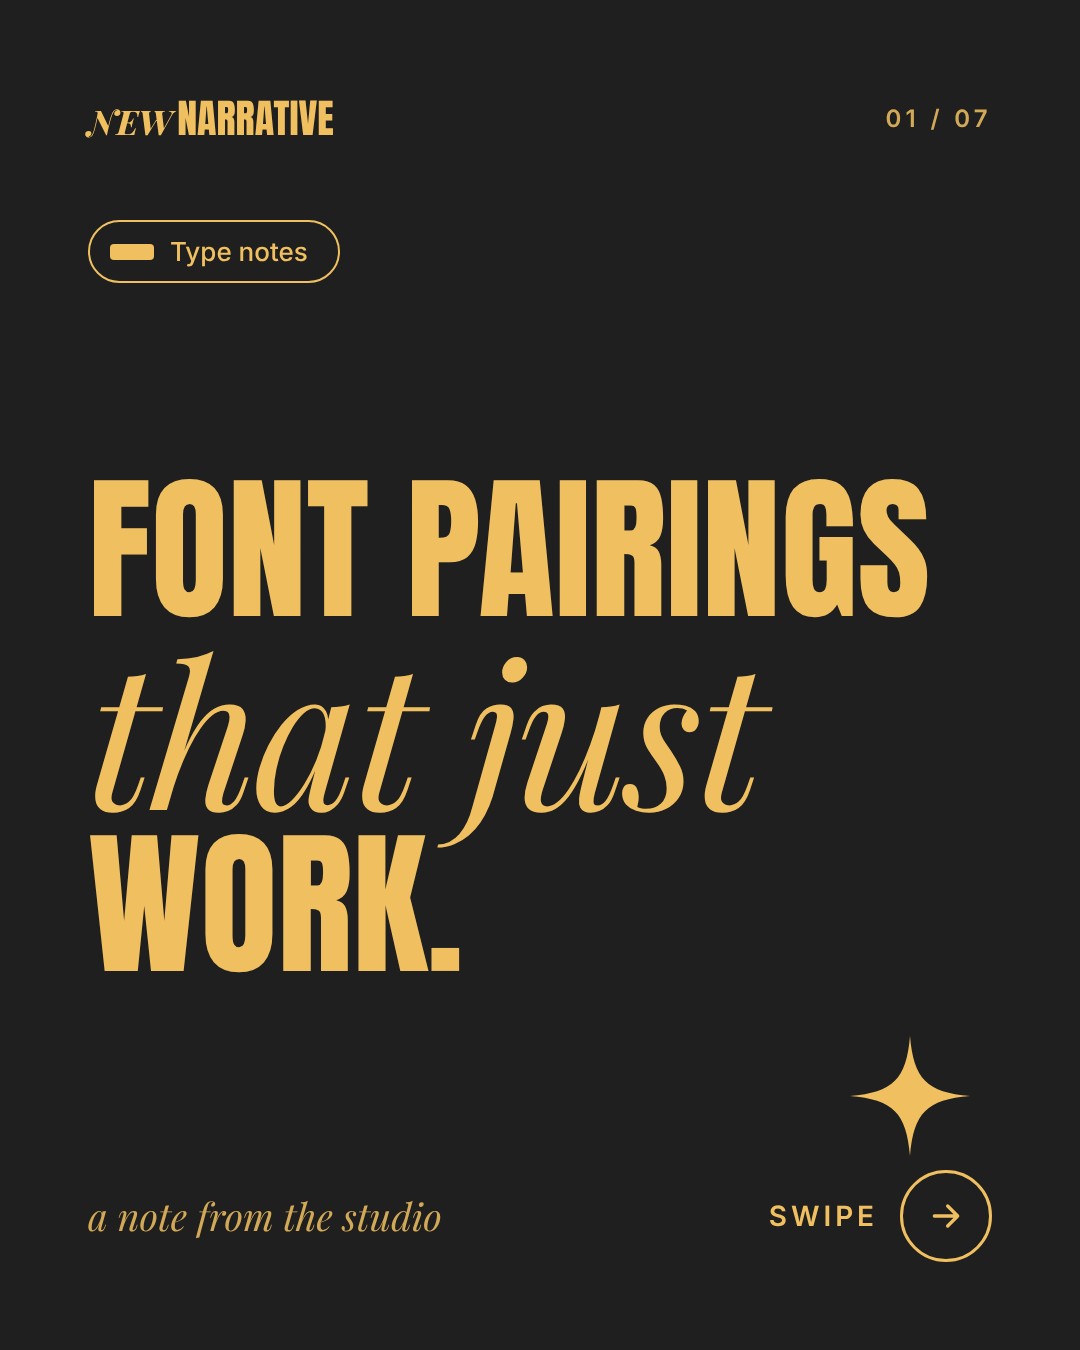 NEW NARRATIVE
01 / 07
Type notes
FONT PAIRINGS
that just
WORK.
a note from the studio
SWIPE